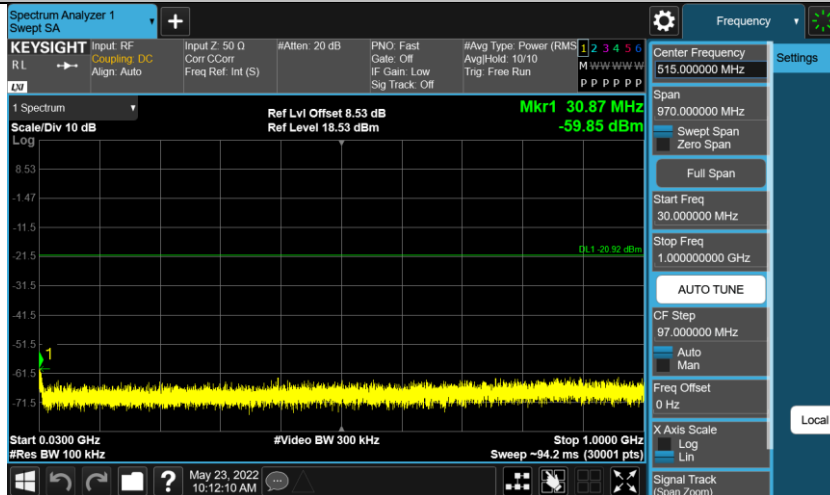 Spectrum Analyzer 1
Swept SA
Frequency
KEYSIGHT
RL
LXI
Input: RF
Coupling: DC
Align: Auto
Input Z: 50 Ω
Corr CCorr
Freq Ref: Int (S)
#Atten: 20 dB
PNO: Fast
Gate: Off
IF Gain: Low
Sig Track: Off
#Avg Type: Power (RMS
Avg|Hold: 10/10
Trig: Free Run
1 2 3 4 5 6
M W W W W W
P P P P P P
1 Spectrum
Scale/Div 10 dB
Ref Lvl Offset 8.53 dB
Ref Level 18.53 dBm
Mkr1 30.87 MHz
-59.85 dBm
Log
8.53
-1.47
-11.5
-21.5
-31.5
-41.5
-51.5
-61.5
-71.5
DL1 -20.92 dBm
1
Start 0.0300 GHz
#Res BW 100 kHz
#Video BW 300 kHz
Stop 1.0000 GHz
Sweep ~94.2 ms (30001 pts)
?
May 23, 2022
10:12:10 AM
Center Frequency
515.000000 MHz
Span
970.000000 MHz
Swept Span
Zero Span
Full Span
Start Freq
30.000000 MHz
Stop Freq
1.000000000 GHz
AUTO TUNE
CF Step
97.000000 MHz
Auto
Man
Freq Offset
0 Hz
X Axis Scale
Log
Lin
Signal Track
(Span Zoom)
Settings
Local